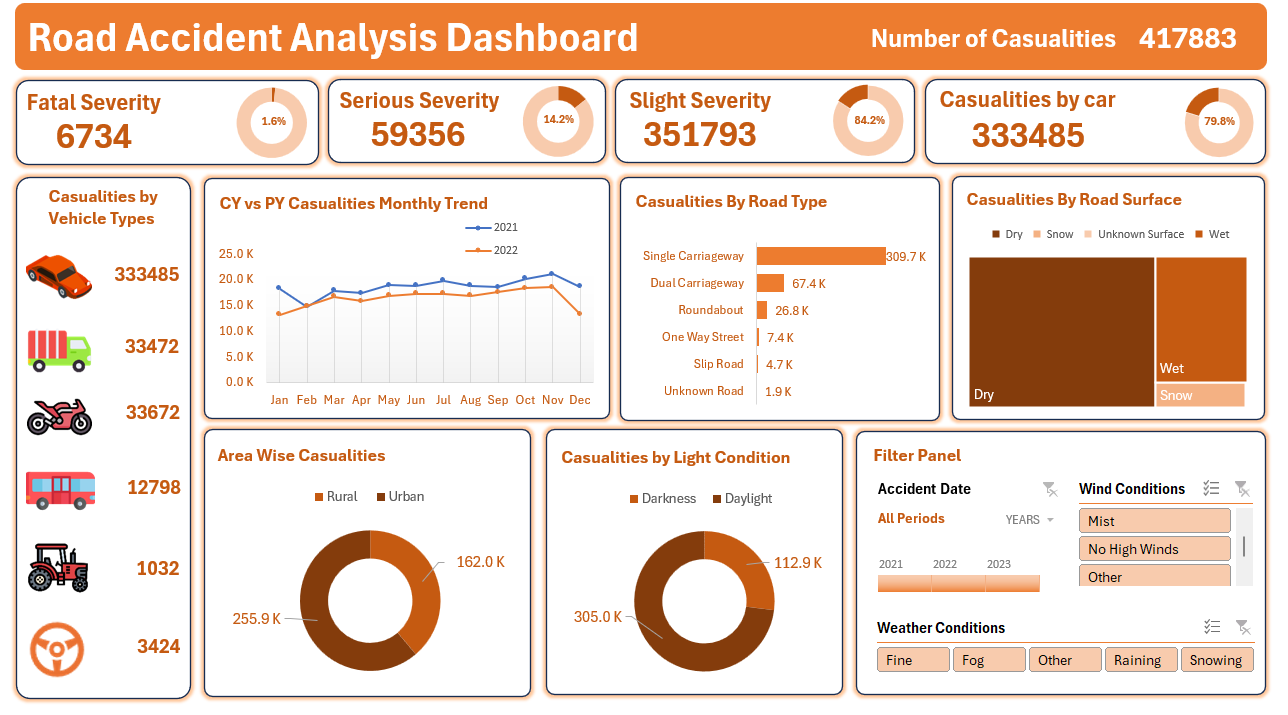 Road Accident Analysis Dashboard
Number of Casualities 417883
Fatal Severity
6734
1.6%
Serious Severity
59356
14.2%
Slight Severity
351793
84.2%
Casualities by car
333485
79.8%
Casualities by
Vehicle Types
333485
33472
33672
12798
1032
3424
CY vs PY Casualities Monthly Trend
2021
2022
25.0 K
20.0 K
15.0 K
10.0 K
5.0 K
0.0 K
Jan Feb Mar Apr May Jun Jul Aug Sep Oct Nov Dec
Casualities By Road Type
Single Carriageway 309.7 K
Dual Carriageway 67.4 K
Roundabout 26.8 K
One Way Street 7.4 K
Slip Road 4.7 K
Unknown Road 1.9 K
Casualities By Road Surface
Dry Snow Unknown Surface Wet
Dry
Wet
Snow
Area Wise Casualities
Rural Urban
162.0 K
255.9 K
Casualities by Light Condition
Darkness Daylight
112.9 K
305.0 K
Filter Panel
Accident Date
All Periods YEARS
2021 2022 2023
Wind Conditions
Mist
No High Winds
Other
Weather Conditions
Fine Fog Other Raining Snowing